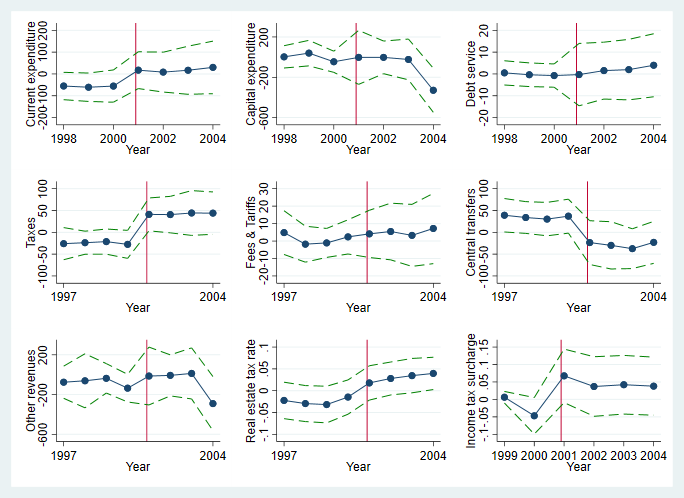 Current expenditure
-200 -100 0 100 200
1998 2000 2002 2004
Year
Capital expenditure
-600 -200 200
1998 2000 2002 2004
Year
Debt service
-20 -10 0 10 20
1998 2000 2002 2004
Year
Taxes
-100 -50 0 50 100
1997 2004
Year
Fees & Tariffs
-20 -10 0 10 20 30
1997 2004
Year
Central transfers
-100 -50 0 50 100
1997 2004
Year
Other revenues
-600 -200 200
1997 2004
Year
Real estate tax rate
-.1 -.05 0 .05 .1
1997 2004
Year
Income tax surcharge
-.1 -.05 0 .05 .1 .15
1999 2000 2001 2002 2003 2004
Year